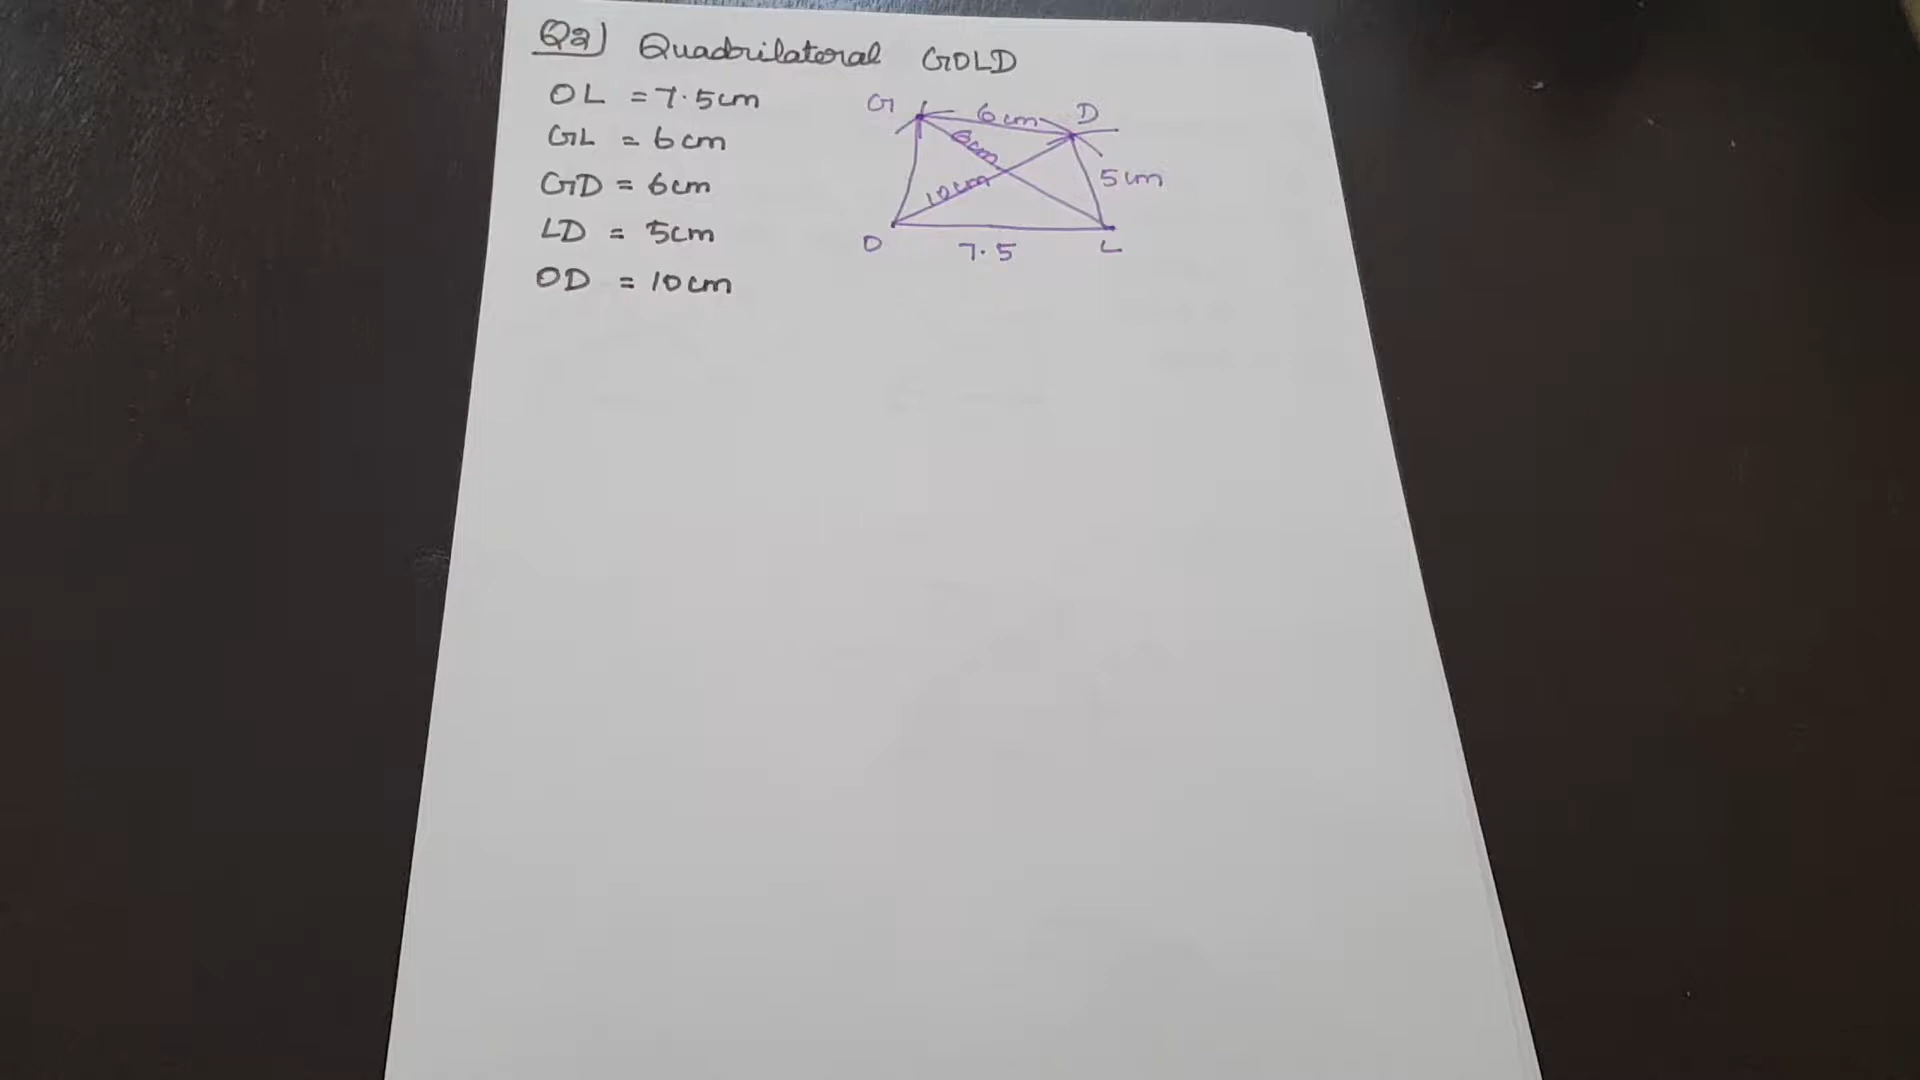 Q2) Quadrilateral GOLD
OL = 7.5cm
GL = 6cm
GD = 6cm
LD = 5cm
OD = 10cm
G 6cm D
6cm
10cm
5cm
O 7.5 L